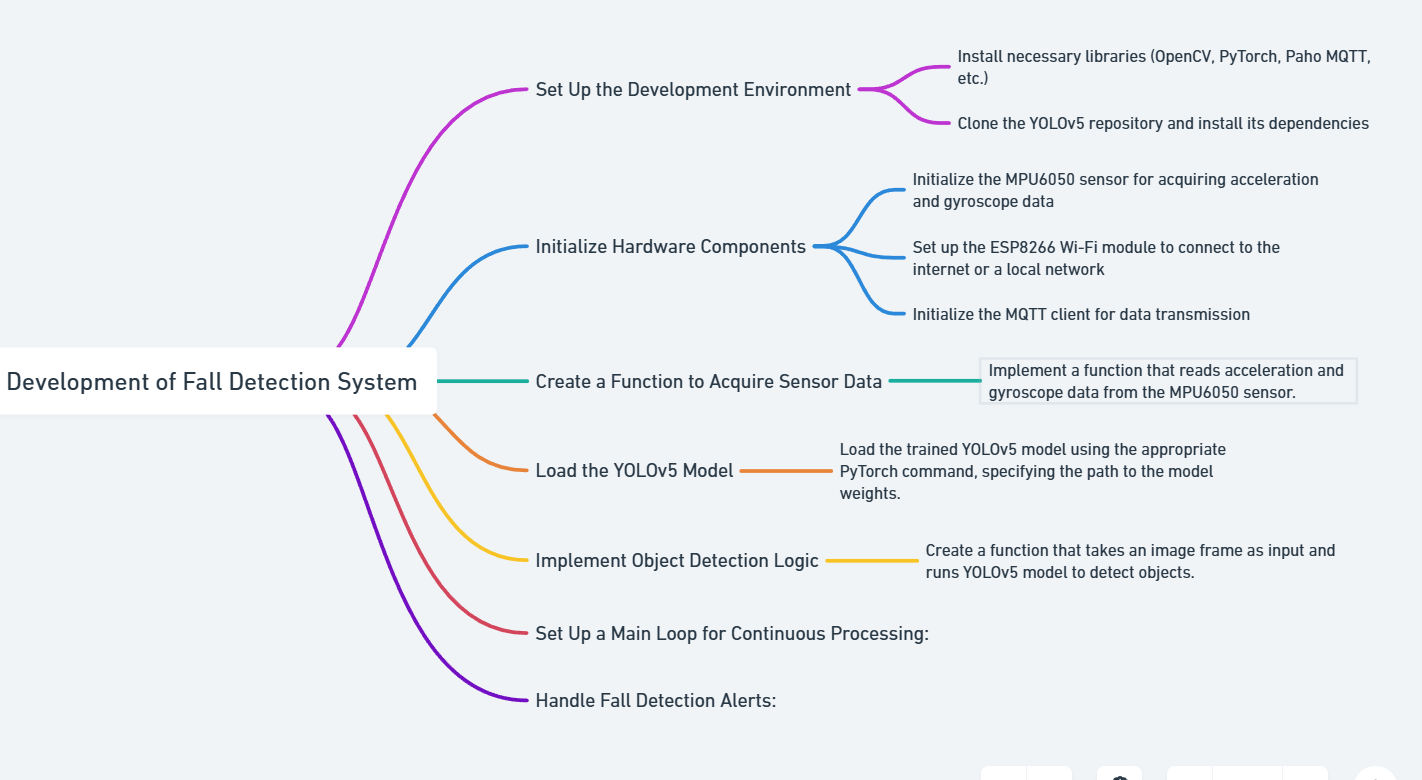 Development of Fall Detection System
Set Up the Development Environment
Install necessary libraries (OpenCV, PyTorch, Paho MQTT,
etc.)
Clone the YOLOv5 repository and install its dependencies
Initialize Hardware Components
Initialize the MPU6050 sensor for acquiring acceleration
and gyroscope data
Set up the ESP8266 Wi-Fi module to connect to the
internet or a local network
Initialize the MQTT client for data transmission
Create a Function to Acquire Sensor Data
Implement a function that reads acceleration and
gyroscope data from the MPU6050 sensor.
Load the YOLOv5 Model
Load the trained YOLOv5 model using the appropriate
PyTorch command, specifying the path to the model
weights.
Implement Object Detection Logic
Create a function that takes an image frame as input and
runs YOLOv5 model to detect objects.
Set Up a Main Loop for Continuous Processing:
Handle Fall Detection Alerts: